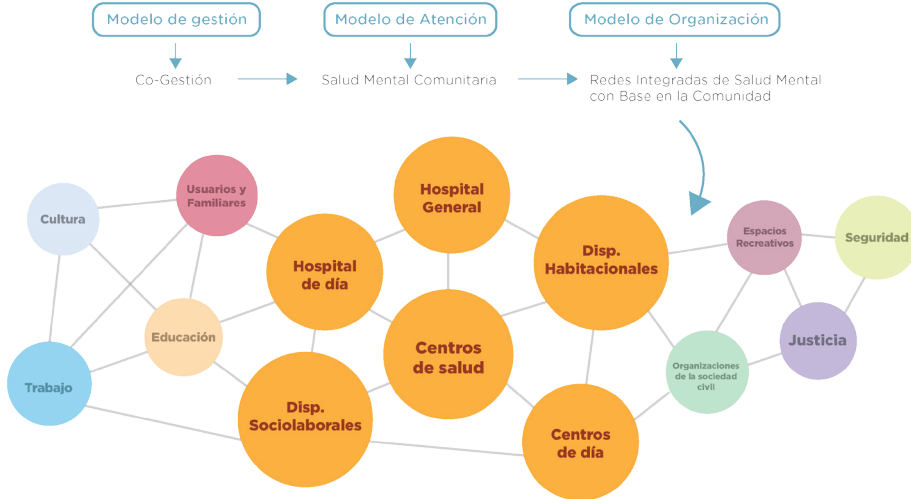 Modelo de gestión
Modelo de Atención
Modelo de Organización
Co-Gestión
Salud Mental Comunitaria
Redes Integradas de Salud Mental
con Base en la Comunidad
Cultura
Usuarios y
Familiares
Hospital
General
Hospital
de día
Disp.
Habitacionales
Espacios
Recreativos
Seguridad
Educación
Trabajo
Centros
de salud
Disp.
Sociolaborales
Centros
de día
Organizaciones
de la sociedad
civil
Justicia